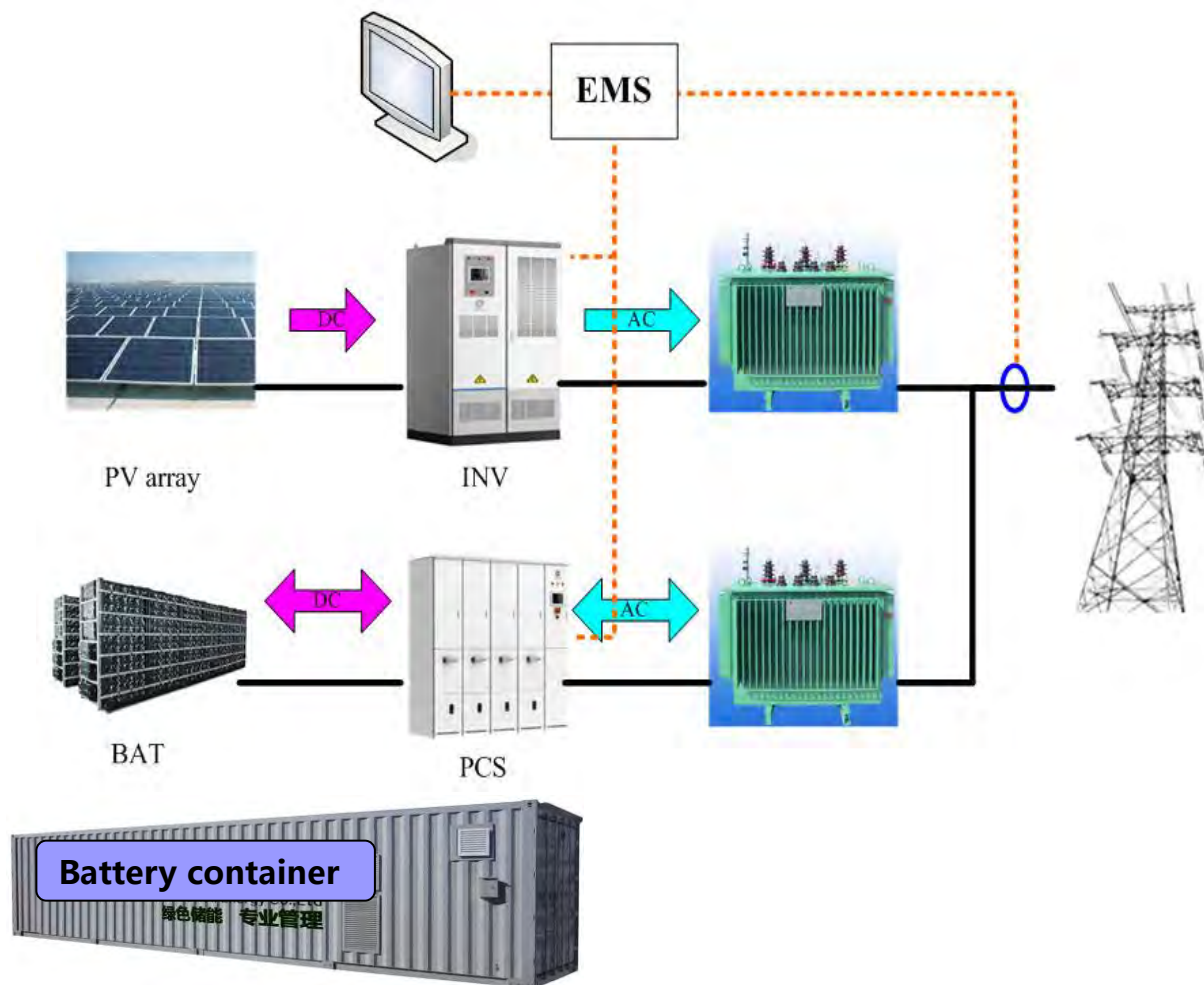 EMS
DC
AC
PV array
INV
DC
AC
BAT
PCS
Battery container
绿色储能 专业管理